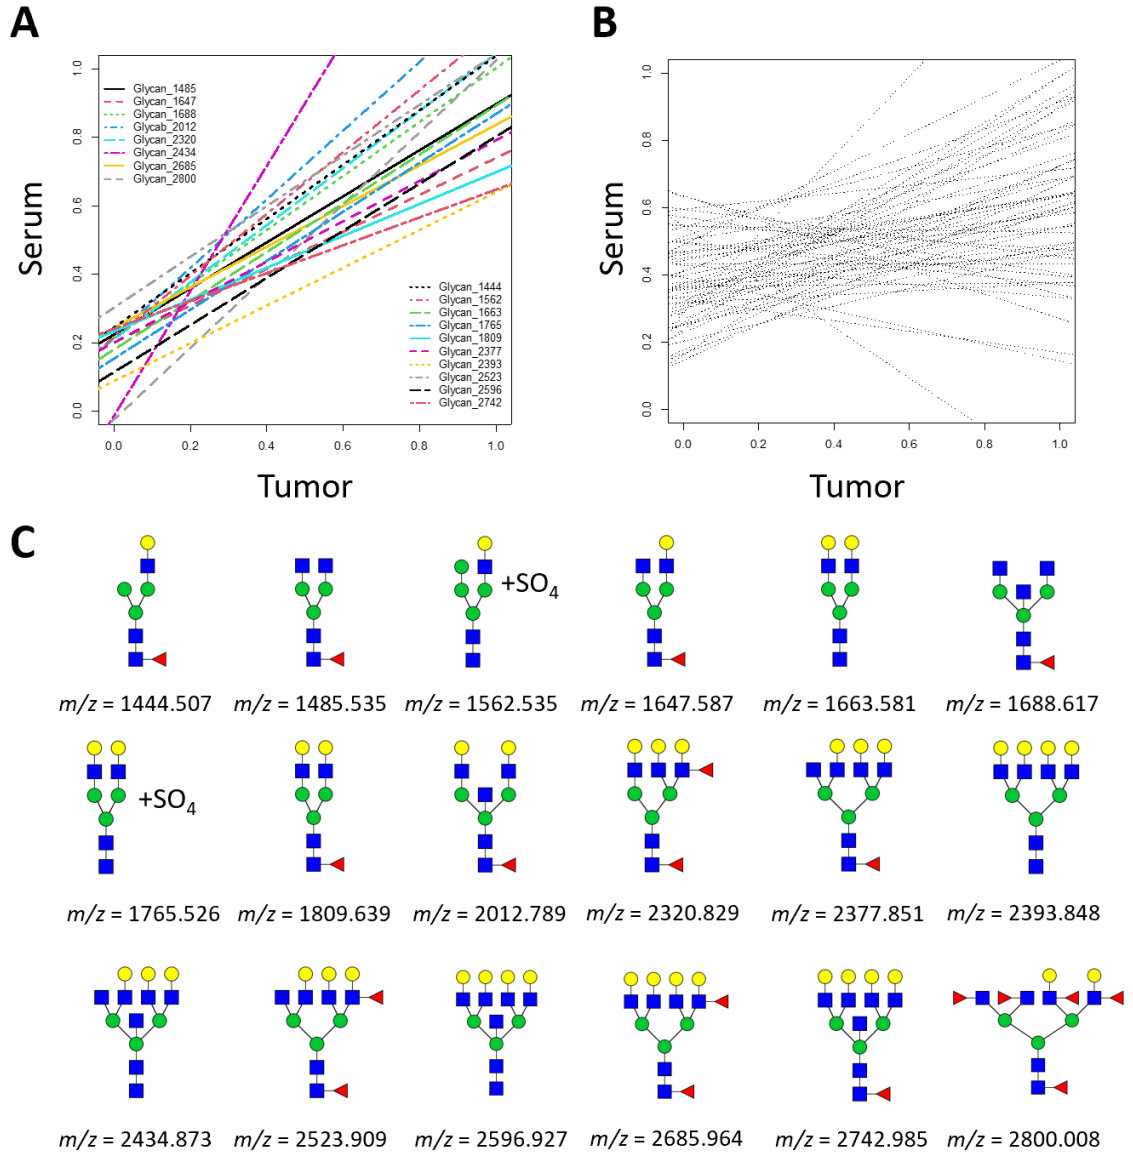 A
B
1.0
0.8
0.6
0.4
0.2
0.0
Serum
Glycan_1485
Glycan_1647
Glycan_1688
Glycab_2012
Glycan_2320
Glycan_2434
Glycan_2685
Glycan_2800
Glycan_1444
Glycan_1562
Glycan_1663
Glycan_1765
Glycan_1809
Glycan_2377
Glycan_2393
Glycan_2523
Glycan_2596
Glycan_2742
0.0 0.2 0.4 0.6 0.8 1.0
Tumor
1.0
0.8
0.6
0.4
0.2
0.0
Serum
0.0 0.2 0.4 0.6 0.8 1.0
Tumor
C
+SO4
m/z = 1444.507 m/z = 1485.535 m/z = 1562.535 m/z = 1647.587 m/z = 1663.581 m/z = 1688.617
+SO4
m/z = 1765.526 m/z = 1809.639 m/z = 2012.789 m/z = 2320.829 m/z = 2377.851 m/z = 2393.848
m/z = 2434.873 m/z = 2523.909 m/z = 2596.927 m/z = 2685.964 m/z = 2742.985 m/z = 2800.008